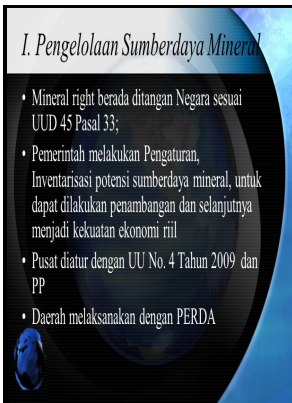 I. Pengelolaan Sumberdaya Mineral
• Mineral right berada ditangan Negara sesuai
UUD 45 Pasal 33;
• Pemerintah melakukan Pengaturan,
Inventarisasi potensi sumberdaya mineral, untuk
dapat dilakukan penambangan dan selanjutnya
menjadi kekuatan ekonomi riil
• Pusat diatur dengan UU No. 4 Tahun 2009 dan
PP
• Daerah melaksanakan dengan PERDA